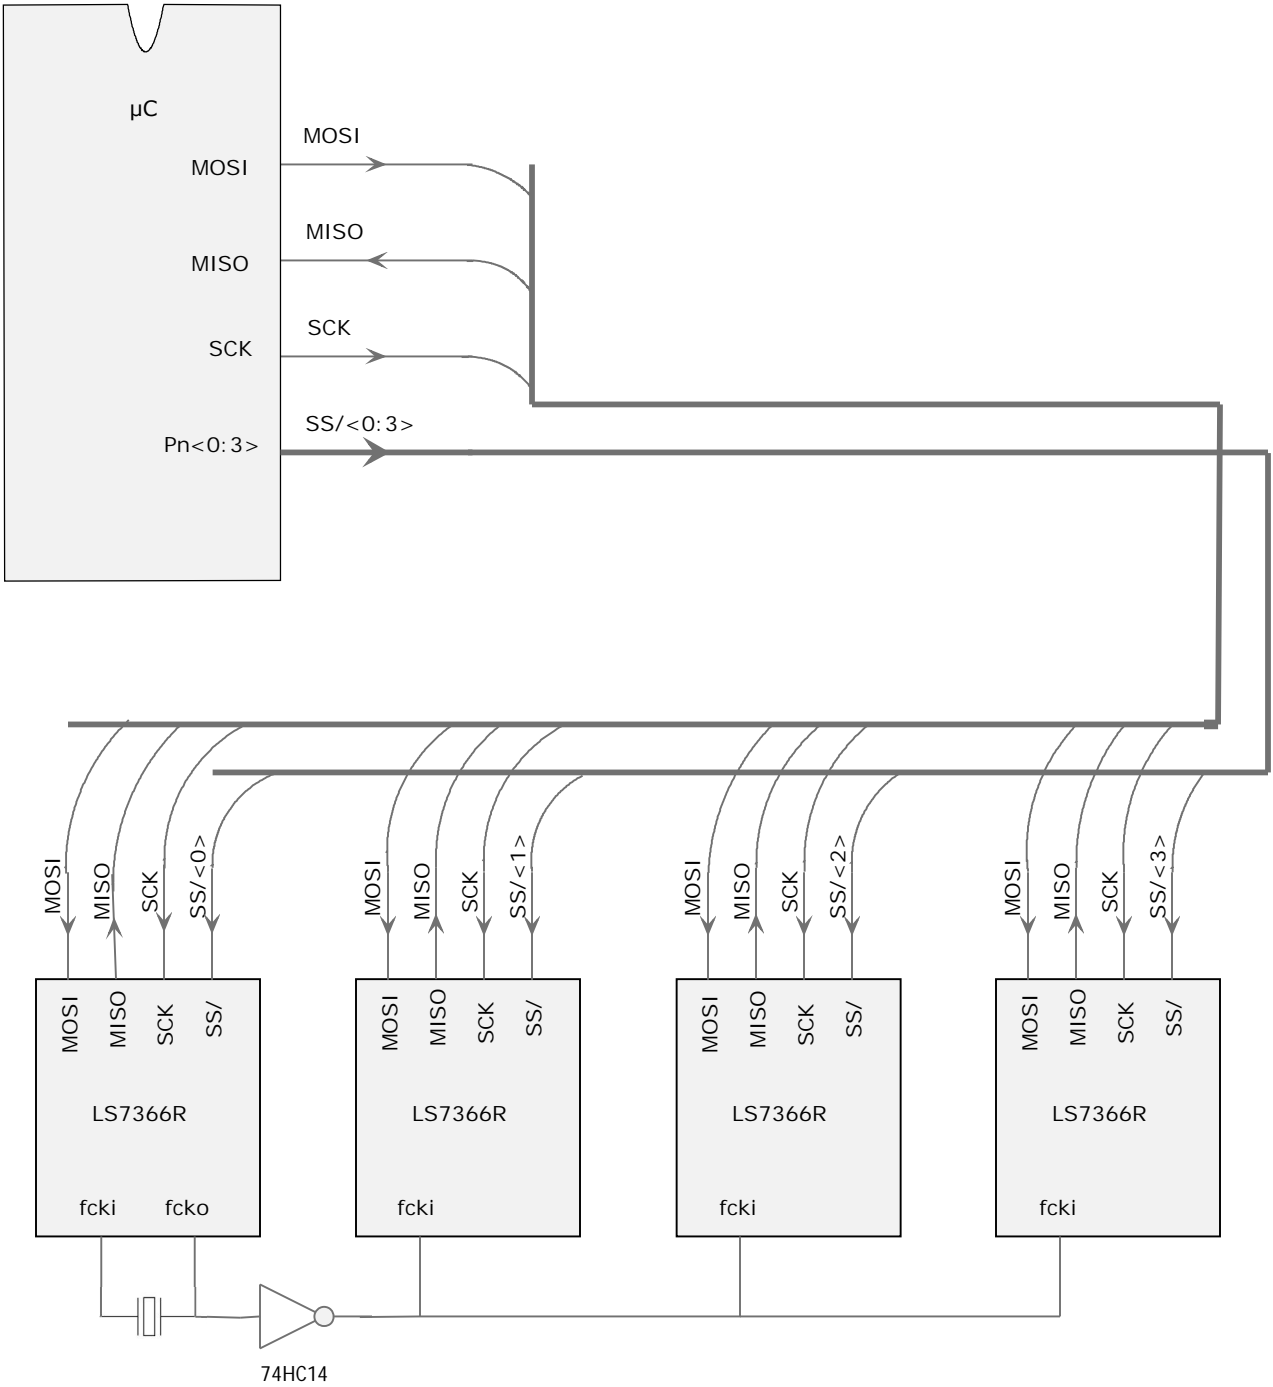 µC
MOSI
MOSI
MISO
MISO
SCK
SCK
SS/<0:3>
Pn<0:3>
MOSI
MISO
SCK
SS/<0>
MOSI
MISO
SCK
SS/<1>
MOSI
MISO
SCK
SS/<2>
MOSI
MISO
SCK
SS/<3>
MOSI
MISO
SCK
SS/
MOSI
MISO
SCK
SS/
MOSI
MISO
SCK
SS/
MOSI
MISO
SCK
SS/
LS7366R
LS7366R
LS7366R
LS7366R
fcki
fcko
fcki
fcki
fcki
74HC14